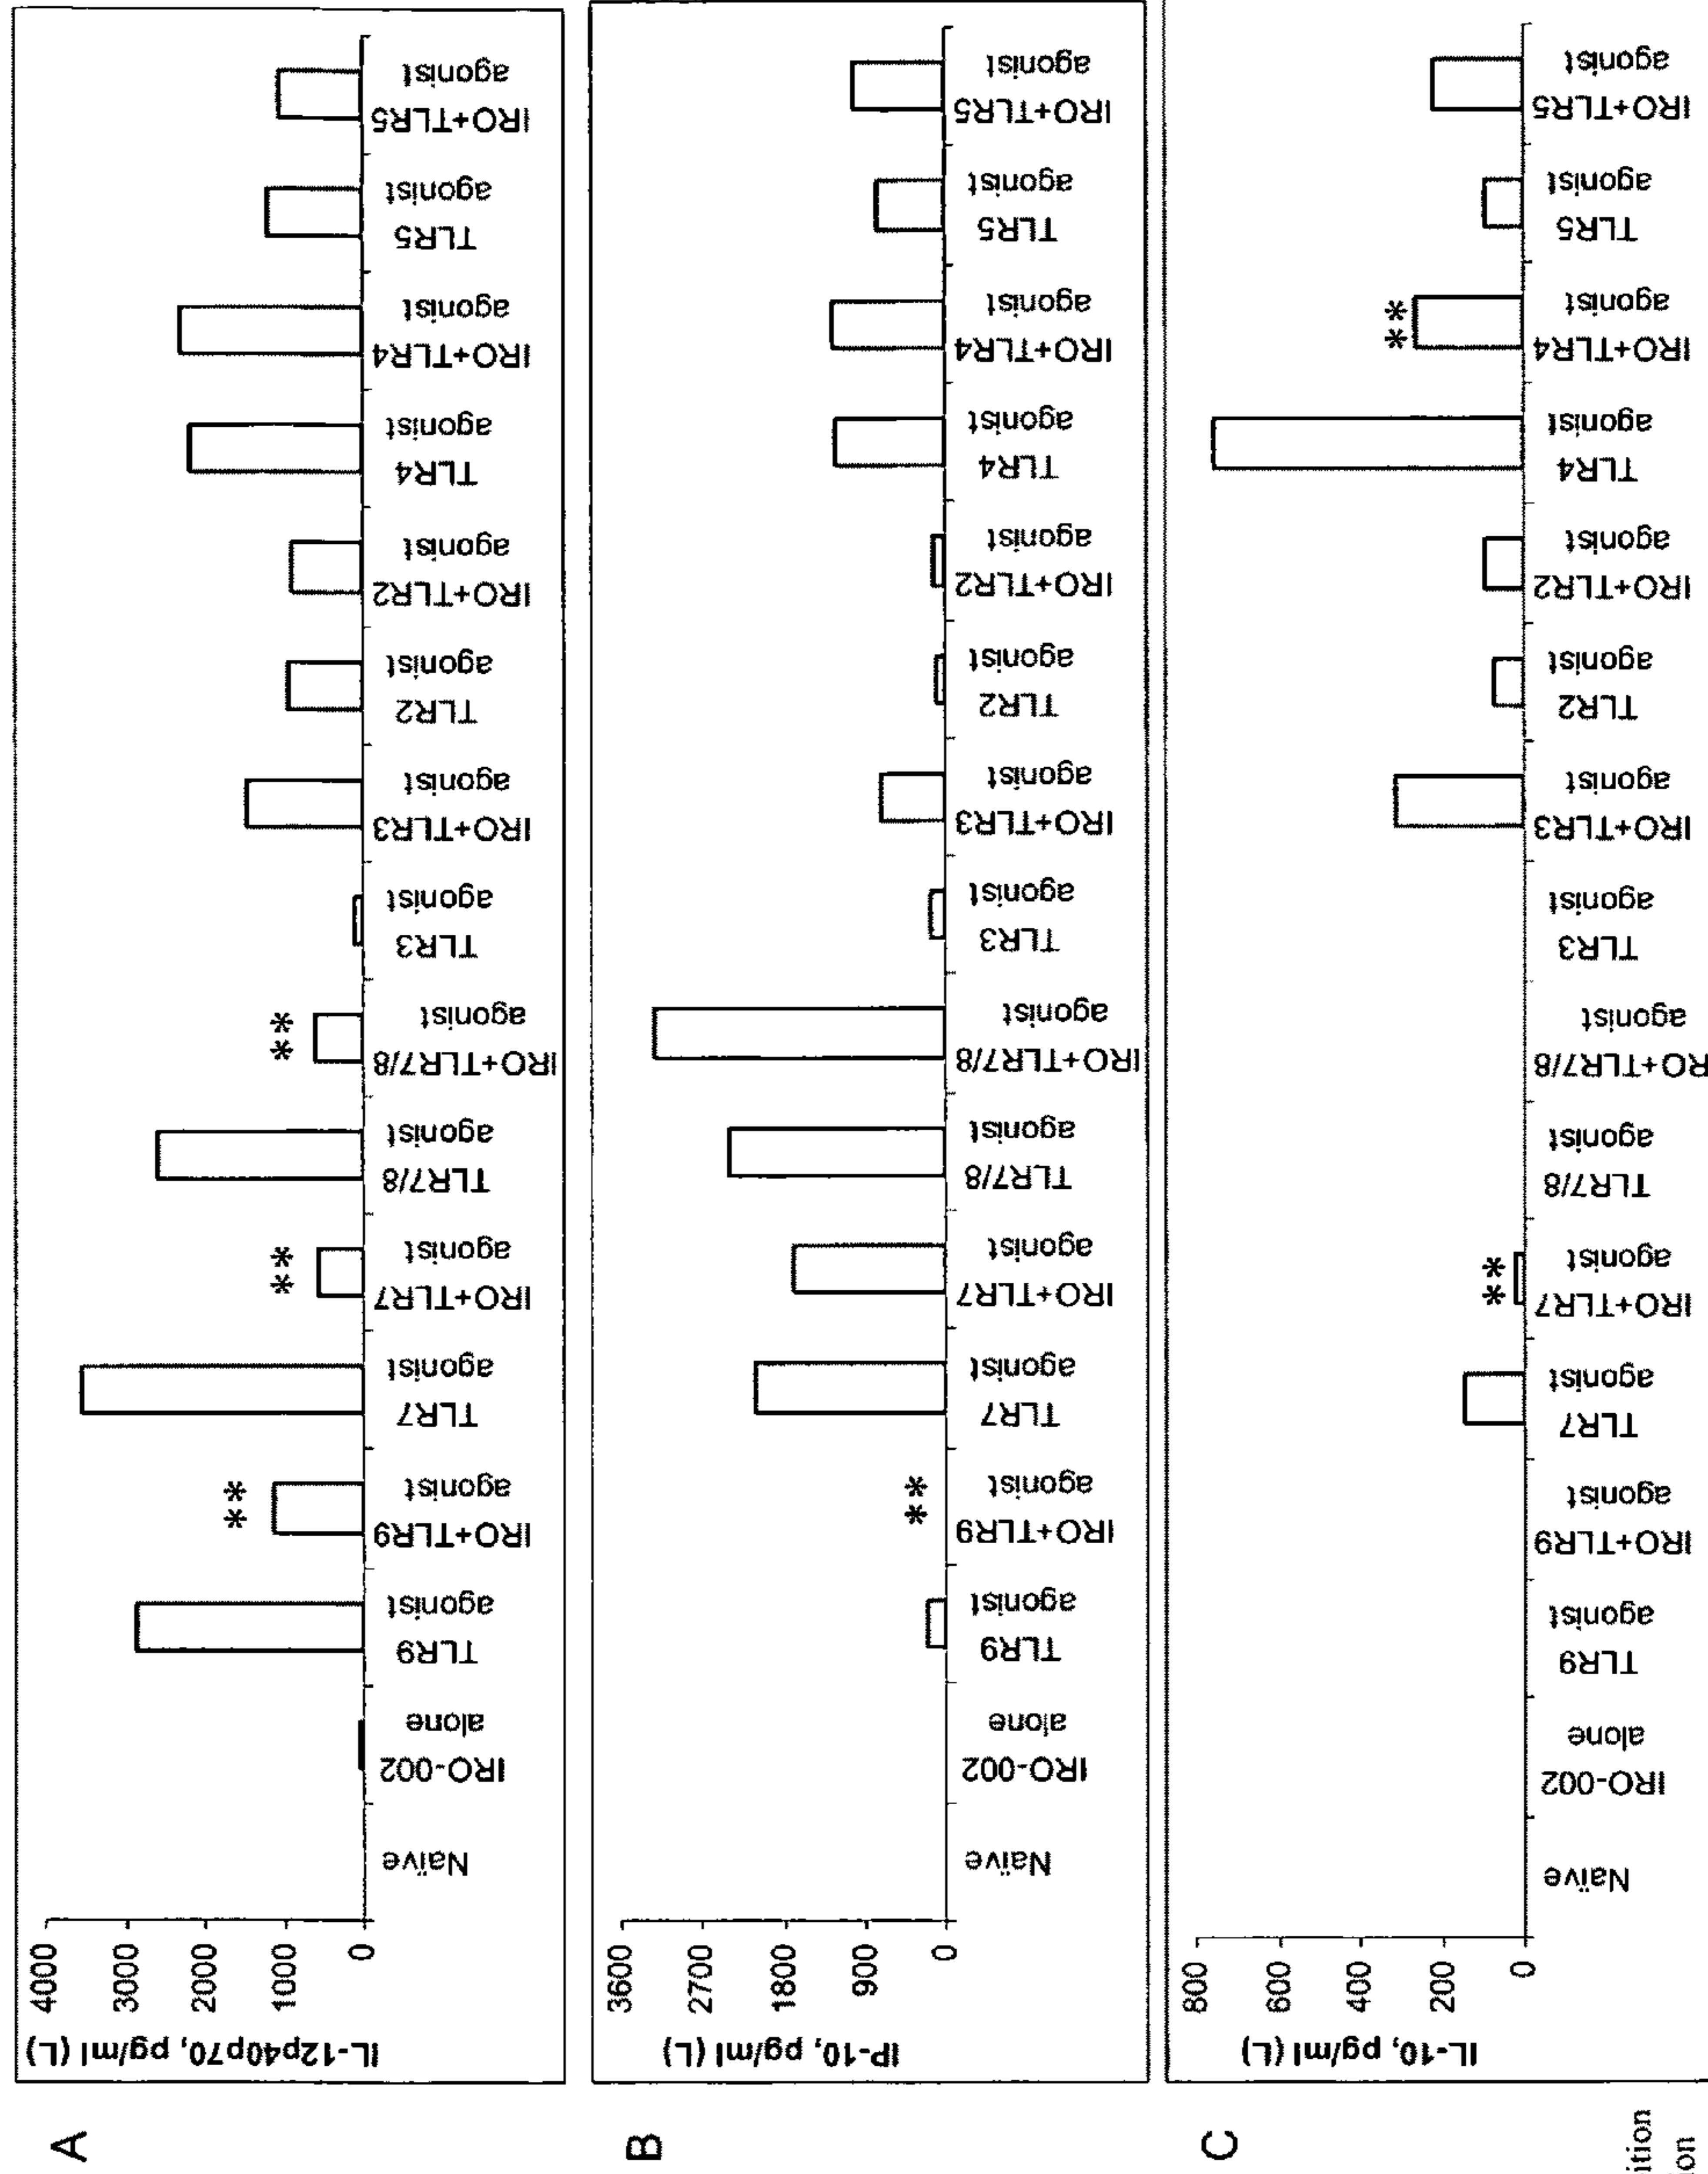 A
IL-12p40p70, pg/ml (L)
4000
3000
2000
1000
0
Naïve
IRO-002
alone
TLR9
agonist
**
IRO+TLR9
agonist
TLR7
agonist
**
IRO+TLR7
agonist
TLR7/8
agonist
**
IRO+TLR7/8
agonist
TLR3
agonist
IRO+TLR3
agonist
TLR2
agonist
IRO+TLR2
agonist
TLR4
agonist
IRO+TLR4
agonist
TLR5
agonist
IRO+TLR5
agonist
B
IP-10, pg/ml (L)
3600
2700
1800
900
0
Naïve
IRO-002
alone
TLR9
agonist
**
IRO+TLR9
agonist
TLR7
agonist
IRO+TLR7
agonist
TLR7/8
agonist
IRO+TLR7/8
agonist
TLR3
agonist
IRO+TLR3
agonist
TLR2
agonist
IRO+TLR2
agonist
TLR4
agonist
IRO+TLR4
agonist
TLR5
agonist
IRO+TLR5
agonist
C
IL-10, pg/ml (L)
800
600
400
200
0
Naïve
IRO-002
alone
TLR9
agonist
IRO+TLR9
agonist
TLR7
agonist
**
IRO+TLR7
agonist
TLR7/8
agonist
RO+TLR7/8
agonist
TLR3
agonist
IRO+TLR3
agonist
TLR2
agonist
IRO+TLR2
agonist
TLR4
agonist
**
IRO+TLR4
agonist
TLR5
agonist
IRO+TLR5
agonist
ition
on